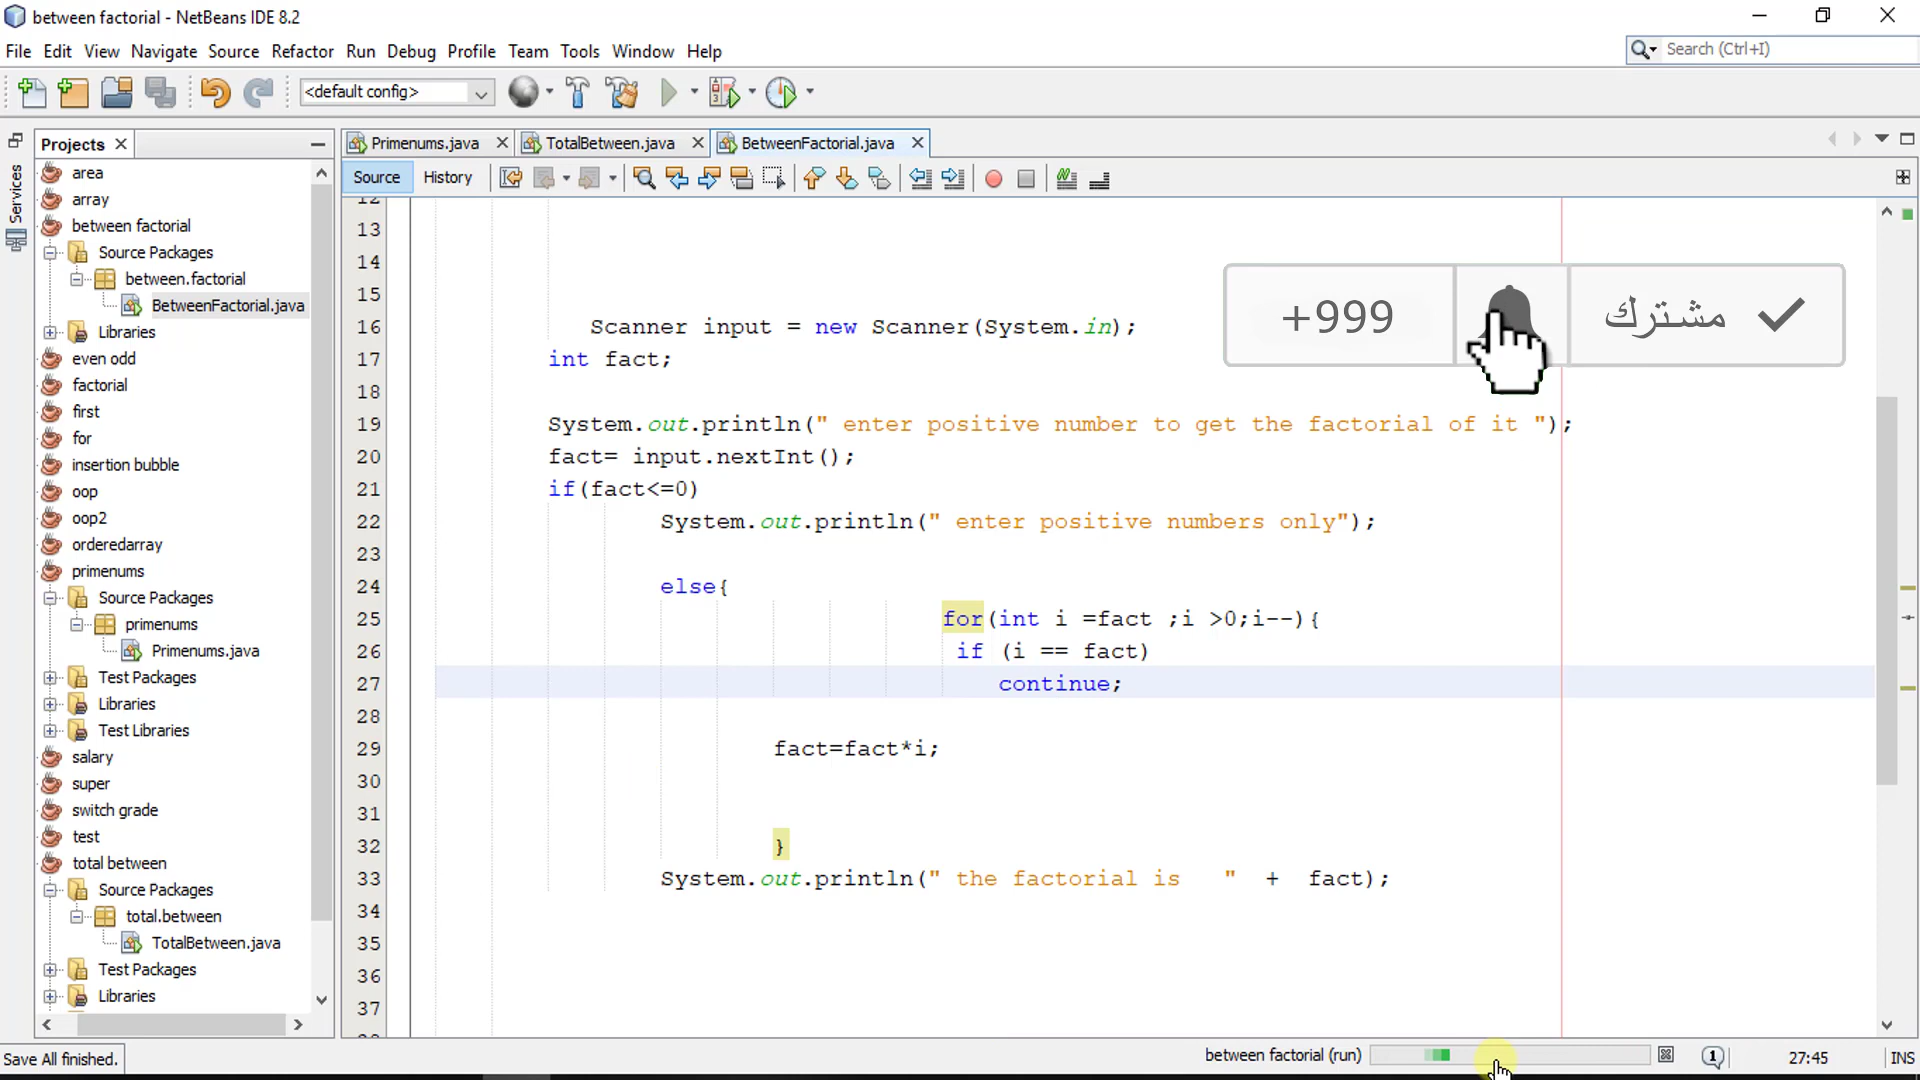 between factorial - NetBeans IDE 8.2
File Edit View Navigate Source Refactor Run Debug Profile Team Tools Window Help
Search (Ctrl+I)
<default config>
Services
Projects
area
array
between factorial
Source Packages
between.factorial
BetweenFactorial.java
Libraries
even odd
factorial
first
for
insertion bubble
oop
oop2
orderedarray
primenums
Source Packages
primenums
Primenums.java
Test Packages
Libraries
Test Libraries
salary
super
switch grade
test
total between
Source Packages
total.between
TotalBetween.java
Test Packages
Libraries
Primenums.java TotalBetween.java BetweenFactorial.java
Source History
12
13
14
15
16 Scanner input = new Scanner(System.in);
17 int fact;
18
19 System.out.println(" enter positive number to get the factorial of it ");
20 fact= input.nextInt();
21 if(fact<=0)
22 System.out.println(" enter positive numbers only");
23
24 else{
25 for(int i =fact ;i >0;i--){
26 if (i == fact)
27 continue;
28
29 fact=fact*i;
30
31
32 }
33 System.out.println(" the factorial is   "  +  fact);
34
35
36
37
+999 مشترك
Save All finished.
between factorial (run)
1
27:45
INS